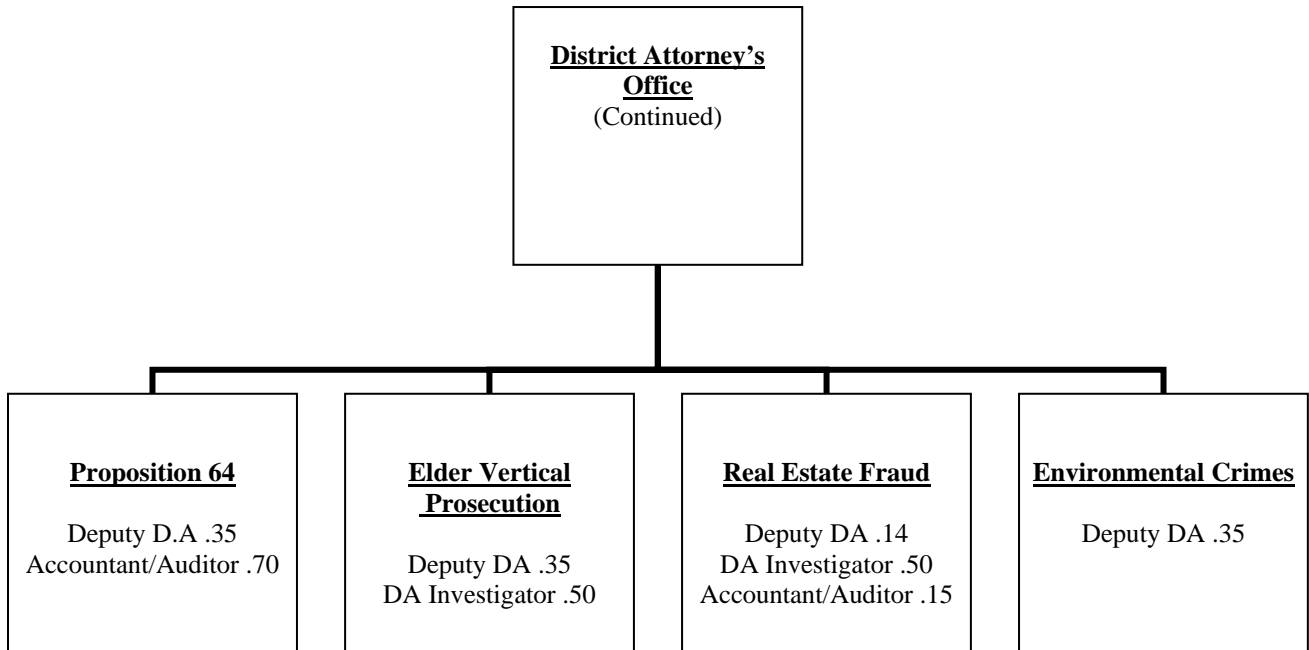 District Attorney’s
Office
(Continued)
Proposition 64
Deputy D.A .35
Accountant/Auditor .70
Elder Vertical
Prosecution
Deputy DA .35
DA Investigator .50
Real Estate Fraud
Deputy DA .14
DA Investigator .50
Accountant/Auditor .15
Environmental Crimes
Deputy DA .35